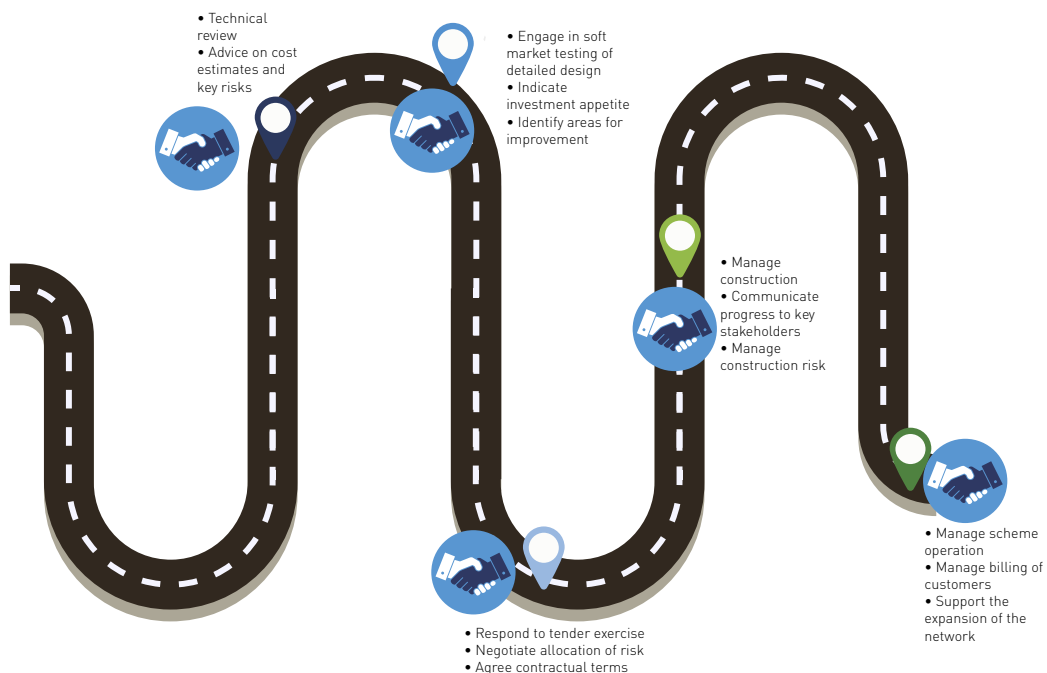 • Technical
review
• Advice on cost
estimates and
key risks
• Engage in soft
market testing of
detailed design
• Indicate
investment appetite
• Identify areas for
improvement
• Manage
construction
• Communicate
progress to key
stakeholders
• Manage
construction risk
• Manage scheme
operation
• Manage billing of
customers
• Support the
expansion of the
network
• Respond to tender exercise
• Negotiate allocation of risk
• Agree contractual terms